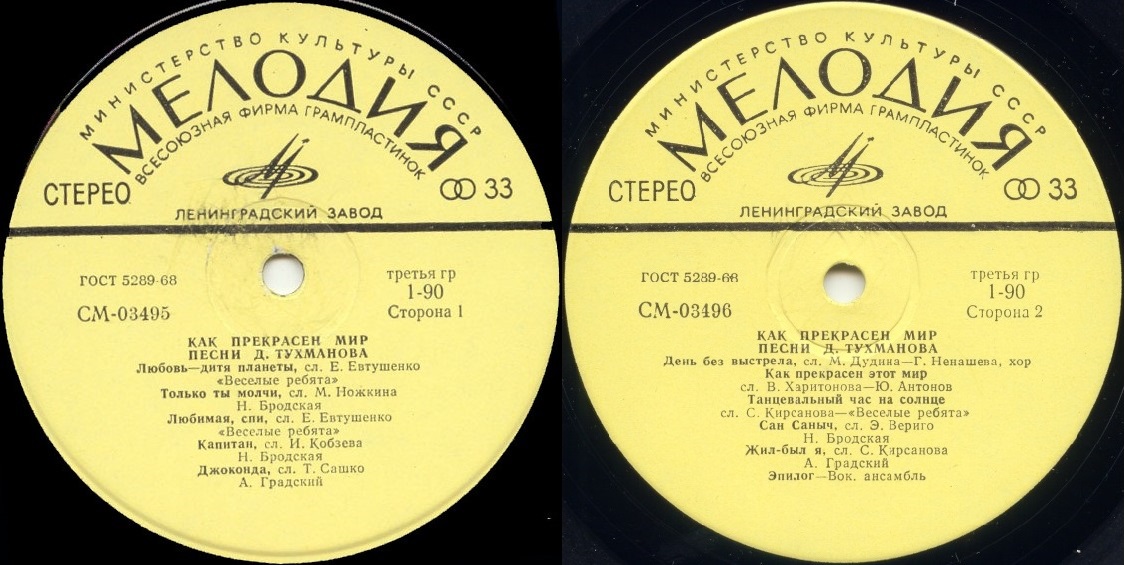 МИНИСТЕРСТВО КУЛЬТУРЫ СССР
МЕЛОДИЯ
ВСЕСОЮЗНАЯ ФИРМА ГРАМПЛАСТИНОК
СТЕРЕО
33
ЛЕНИНГРАДСКИЙ ЗАВОД
ГОСТ 5289-68
третья гр
1-90
СМ-03495
Сторона 1
КАК ПРЕКРАСЕН МИР
ПЕСНИ Д. ТУХМАНОВА
Любовь—дитя планеты, сл. Е. Евтушенко
«Веселые ребята»
Только ты молчи, сл. М. Ножкина
Н. Бродская
Любимая, спи, сл. Е. Евтушенко
«Веселые ребята»
Капитан, сл. И. Кобзева
Н. Бродская
Джоконда, сл. Т. Сашко
А. Градский
МИНИСТЕРСТВО КУЛЬТУРЫ СССР
МЕЛОДИЯ
ВСЕСОЮЗНАЯ ФИРМА ГРАМПЛАСТИНОК
СТЕРЕО
33
ЛЕНИНГРАДСКИЙ ЗАВОД
ГОСТ 5289-68
третья гр
1-90
СМ-03496
Сторона 2
КАК ПРЕКРАСЕН МИР
ПЕСНИ Д. ТУХМАНОВА
День без выстрела, сл. М. Дудина—Г. Ненашева, хор
Как прекрасен этот мир
сл. В. Харитонова—Ю. Антонов
Танцевальный час на солнце
сл. С. Кирсанова—«Веселые ребята»
Сан Саныч, сл. Э. Вериго
Н. Бродская
Жил-был я, сл. С. Кирсанова
А. Градский
Эпилог—Вок. ансамбль